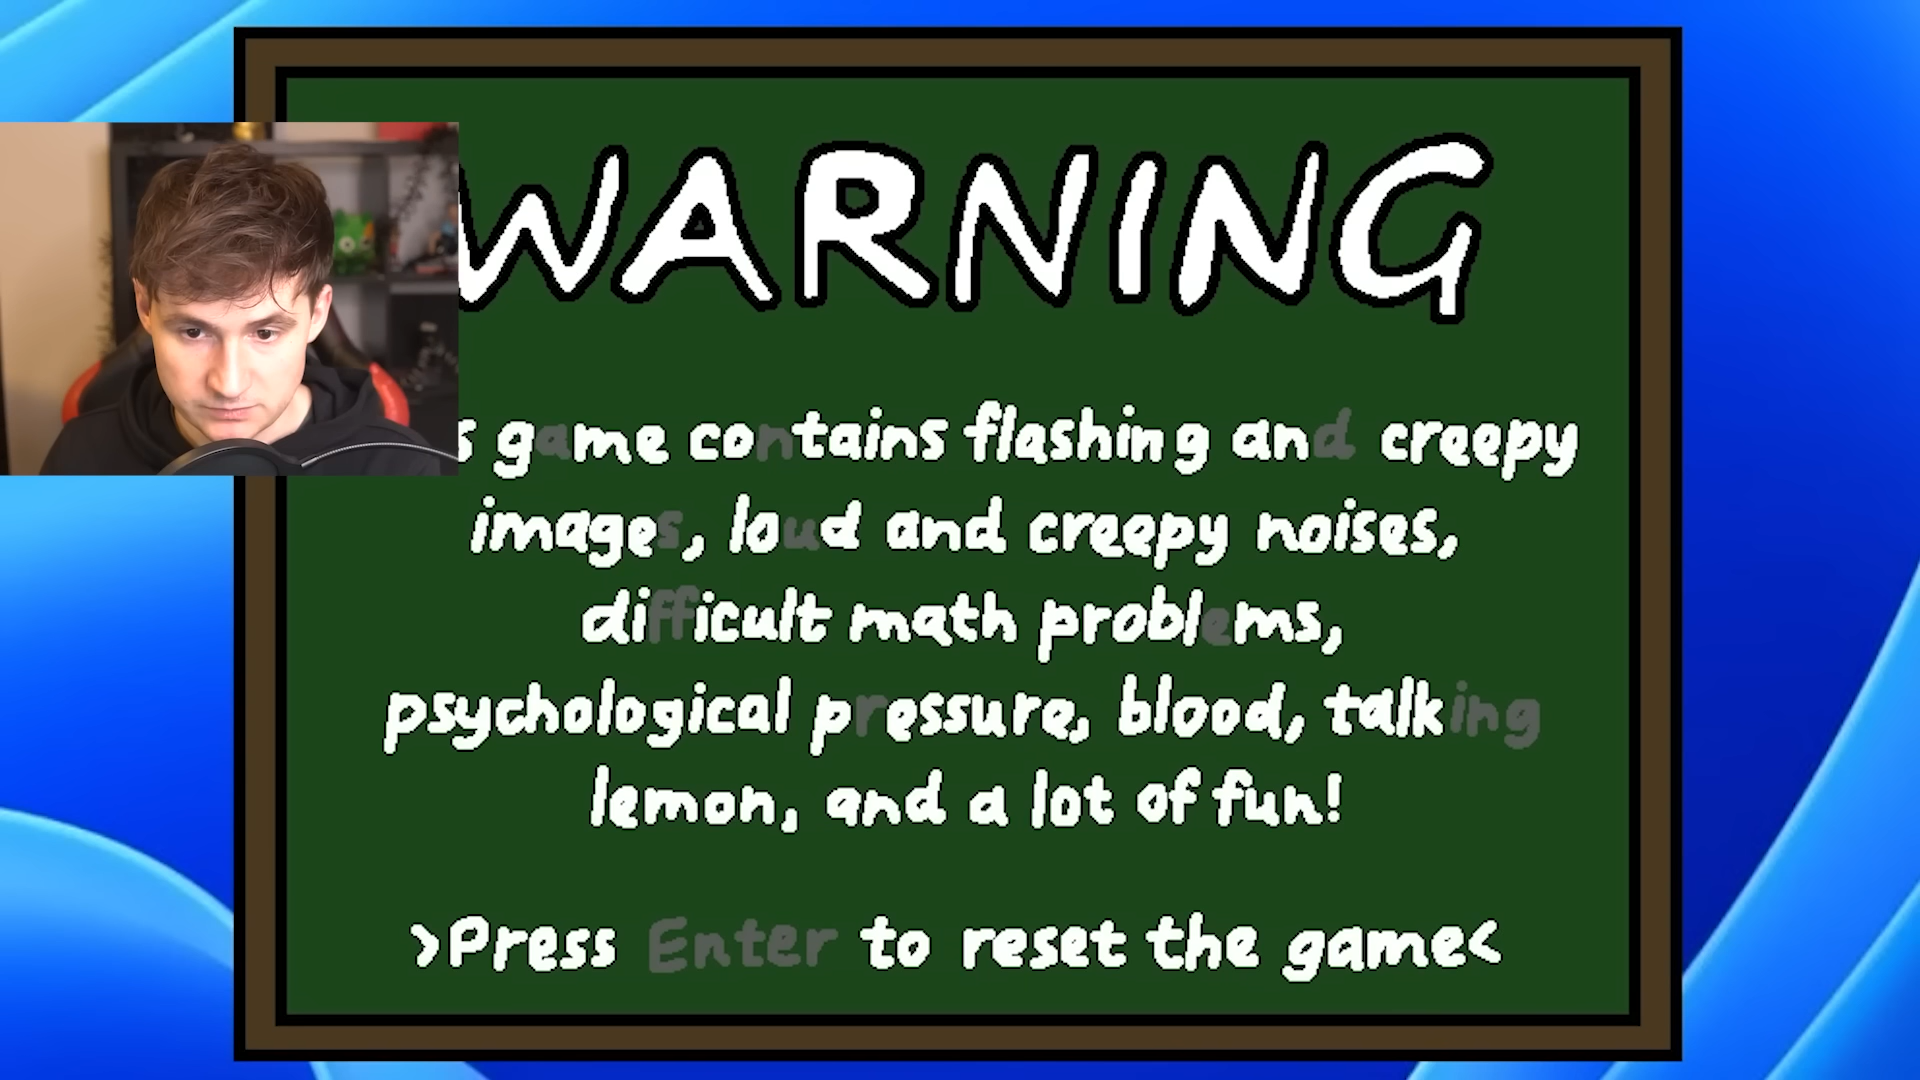 WARNING
s game contains flashing and creepy
images, loud and creepy noises,
difficult math problems,
psychological pressure, blood, talking
lemon, and a lot of fun!
>Press Enter to reset the game<